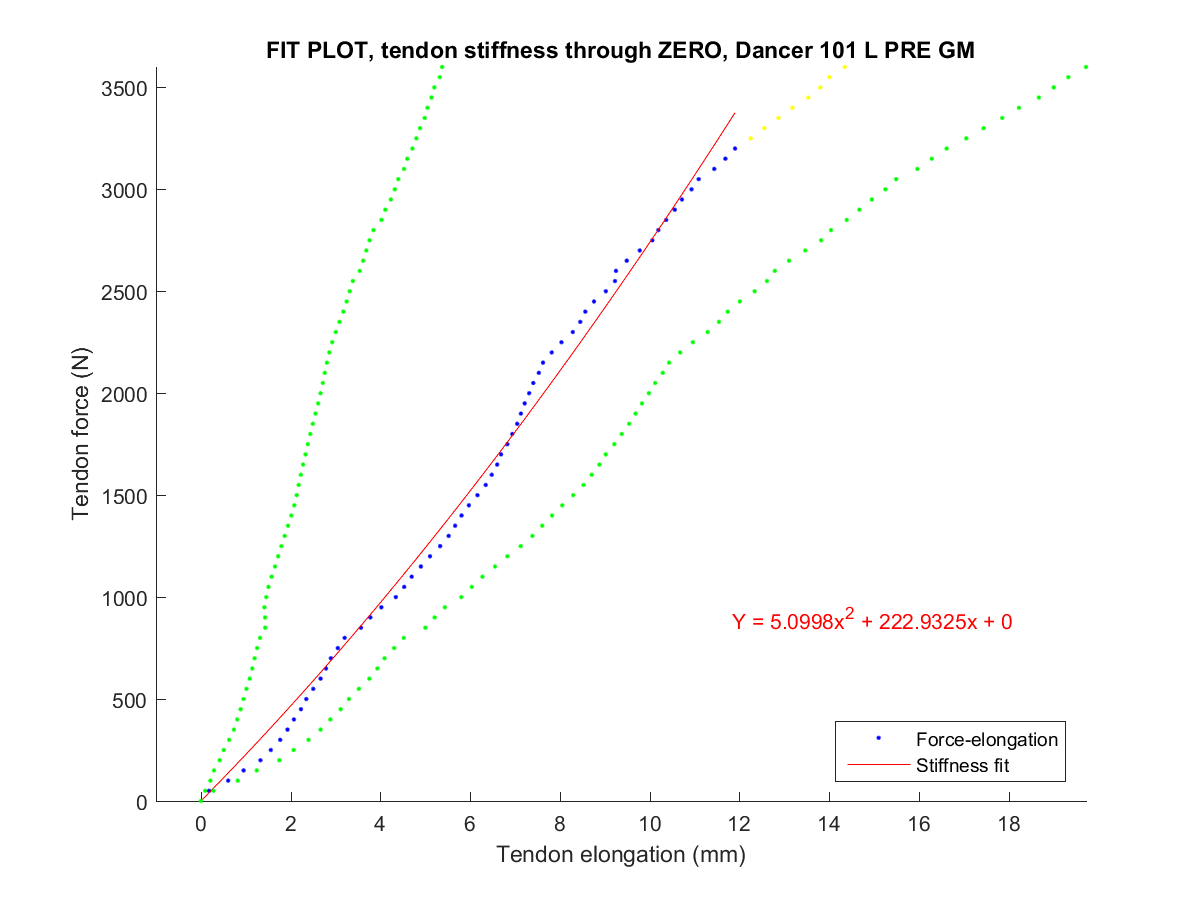 FIT PLOT, tendon stiffness through ZERO, Dancer 101 L PRE GM
3500
3000
2500
2000
1500
1000
500
0
Tendon force (N)
Y = 5.0998x^2 + 222.9325x + 0
Force-elongation
Stiffness fit
0 2 4 6 8 10 12 14 16 18
Tendon elongation (mm)